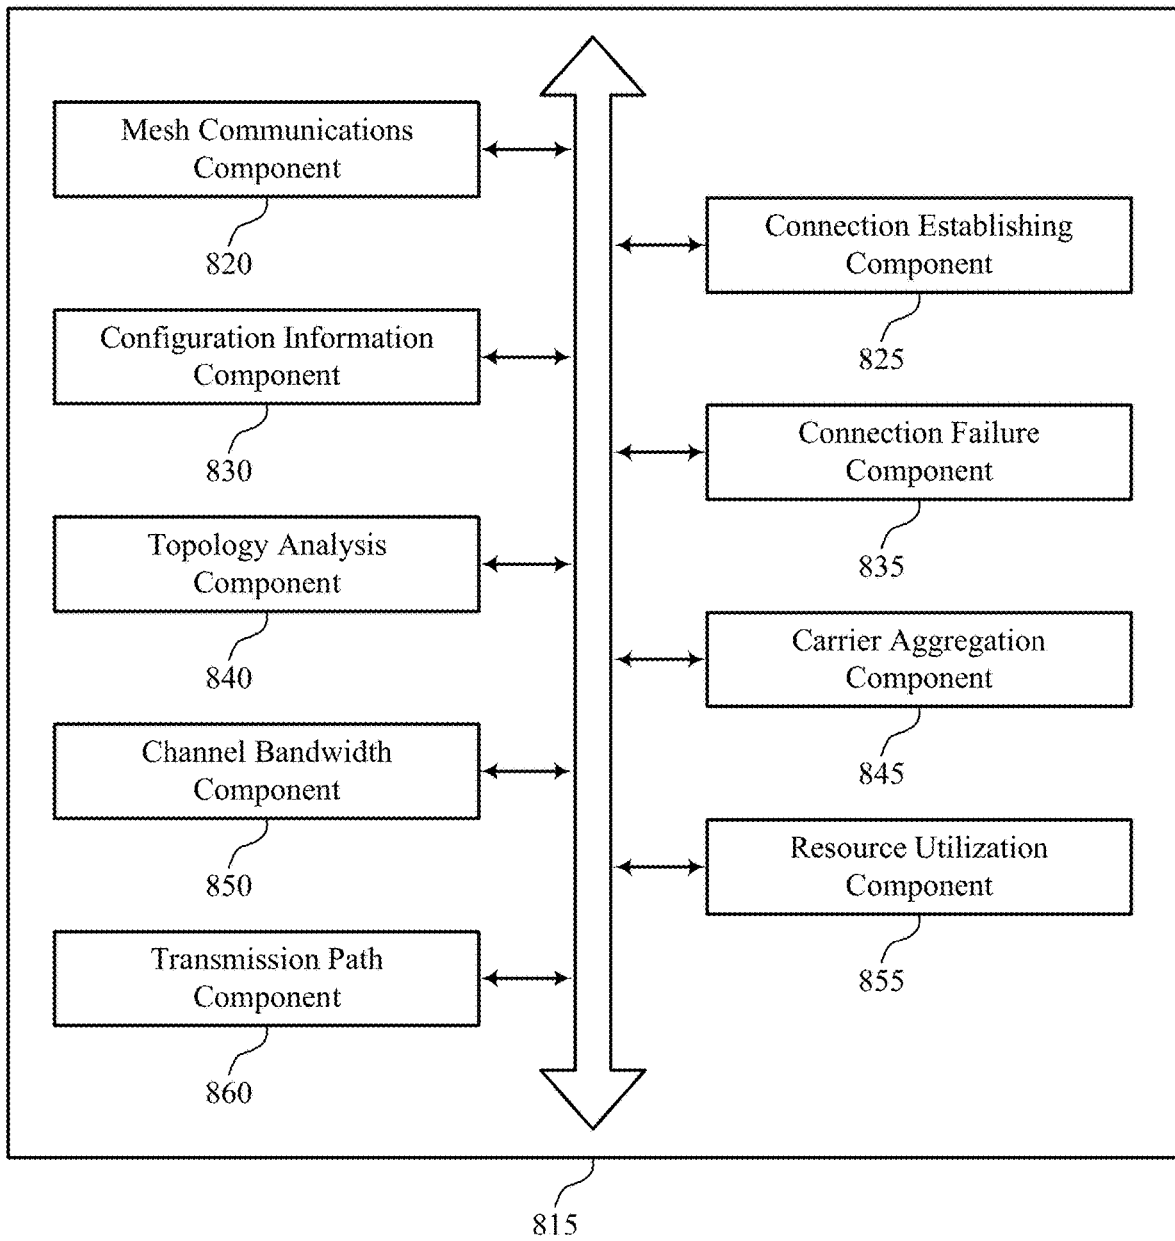 Mesh Communications
Component
820
Connection Establishing
Component
825
Configuration Information
Component
830
Connection Failure
Component
835
Topology Analysis
Component
840
Carrier Aggregation
Component
845
Channel Bandwidth
Component
850
Resource Utilization
Component
855
Transmission Path
Component
860
815